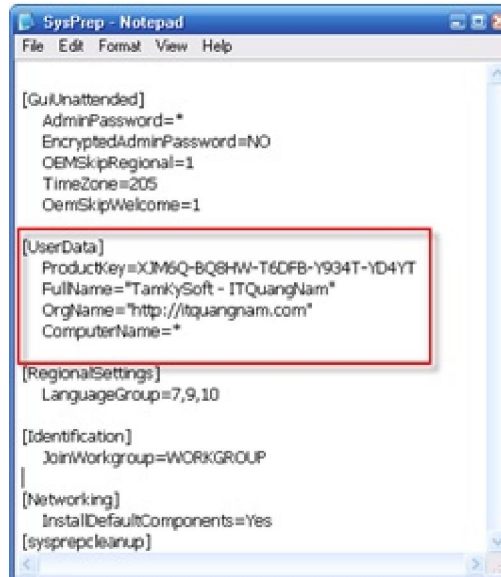 SysPrep - Notepad
File Edit Format View Help
[GuiUnattended]
AdminPassword=*
EncryptedAdminPassword=NO
OEMSkipRegional=1
TimeZone=205
OemSkipWelcome=1
[UserData]
ProductKey=XJM6Q-BQ8HW-T6DFB-Y934T-YD4YT
FullName="TamKySoft - ITQuangNam"
OrgName="http://itquangnam.com"
ComputerName=*
[RegionalSettings]
LanguageGroup=7,9,10
[Identification]
JoinWorkgroup=WORKGROUP
[Networking]
InstallDefaultComponents=Yes
[sysprepcleanup]